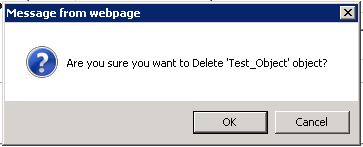 Message from webpage
Are you sure you want to Delete 'Test_Object' object?
OK
Cancel